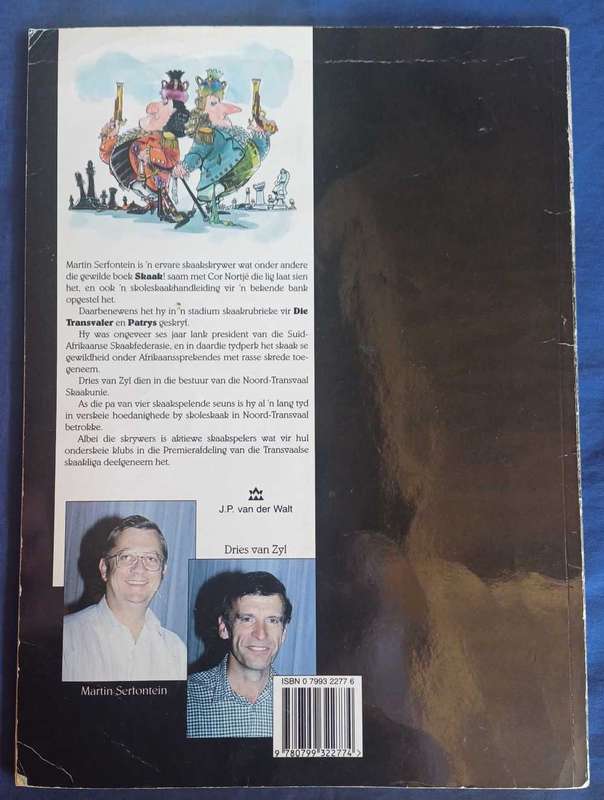 Martin Serfontein is 'n ervare skaakskrywer wat onder andere
die gewilde boek Skaak! saam met Cor Nortjé die lig laat sien
het, en ook 'n skoleskaakhandleiding vir 'n bekende bank
opgestel het.
Daarbenewens het hy in 'n stadium skaakrubrieke vir Die
Transvaler en Patrys geskryf.
Hy was ongeveer ses jaar lank president van die Suid-
Afrikaanse Skaakfederasie, en in daardie tydperk het skaak se
gewildheid onder Afrikaanssprekendes met rasse skrede toe-
geneem.
Dries van Zyl dien in die bestuur van die Noord-Transvaal
Skaakunie.
As die pa van vier skaakspelende seuns is hy al 'n lang tyd
in verskeie hoedanighede by skoleskaak in Noord-Transvaal
betrokke.
Albei die skrywers is aktiewe skaakspelers wat vir hul
onderskeie klubs in die Premierafdeling van die Transvaalse
skaakliga deelgeneem het.
J.P. van der Walt
Dries van Zyl
Martin Serfontein
ISBN 0 7993 2277 6
9 780799 322774 >